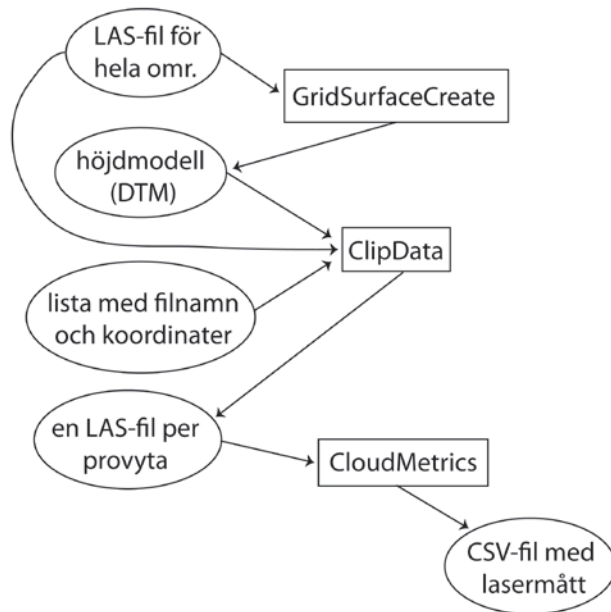 LAS-fil för
hela omr.
GridSurfaceCreate
höjdmodell
(DTM)
ClipData
lista med filnamn
och koordinater
en LAS-fil per
provyta
CloudMetrics
CSV-fil med
lasermått